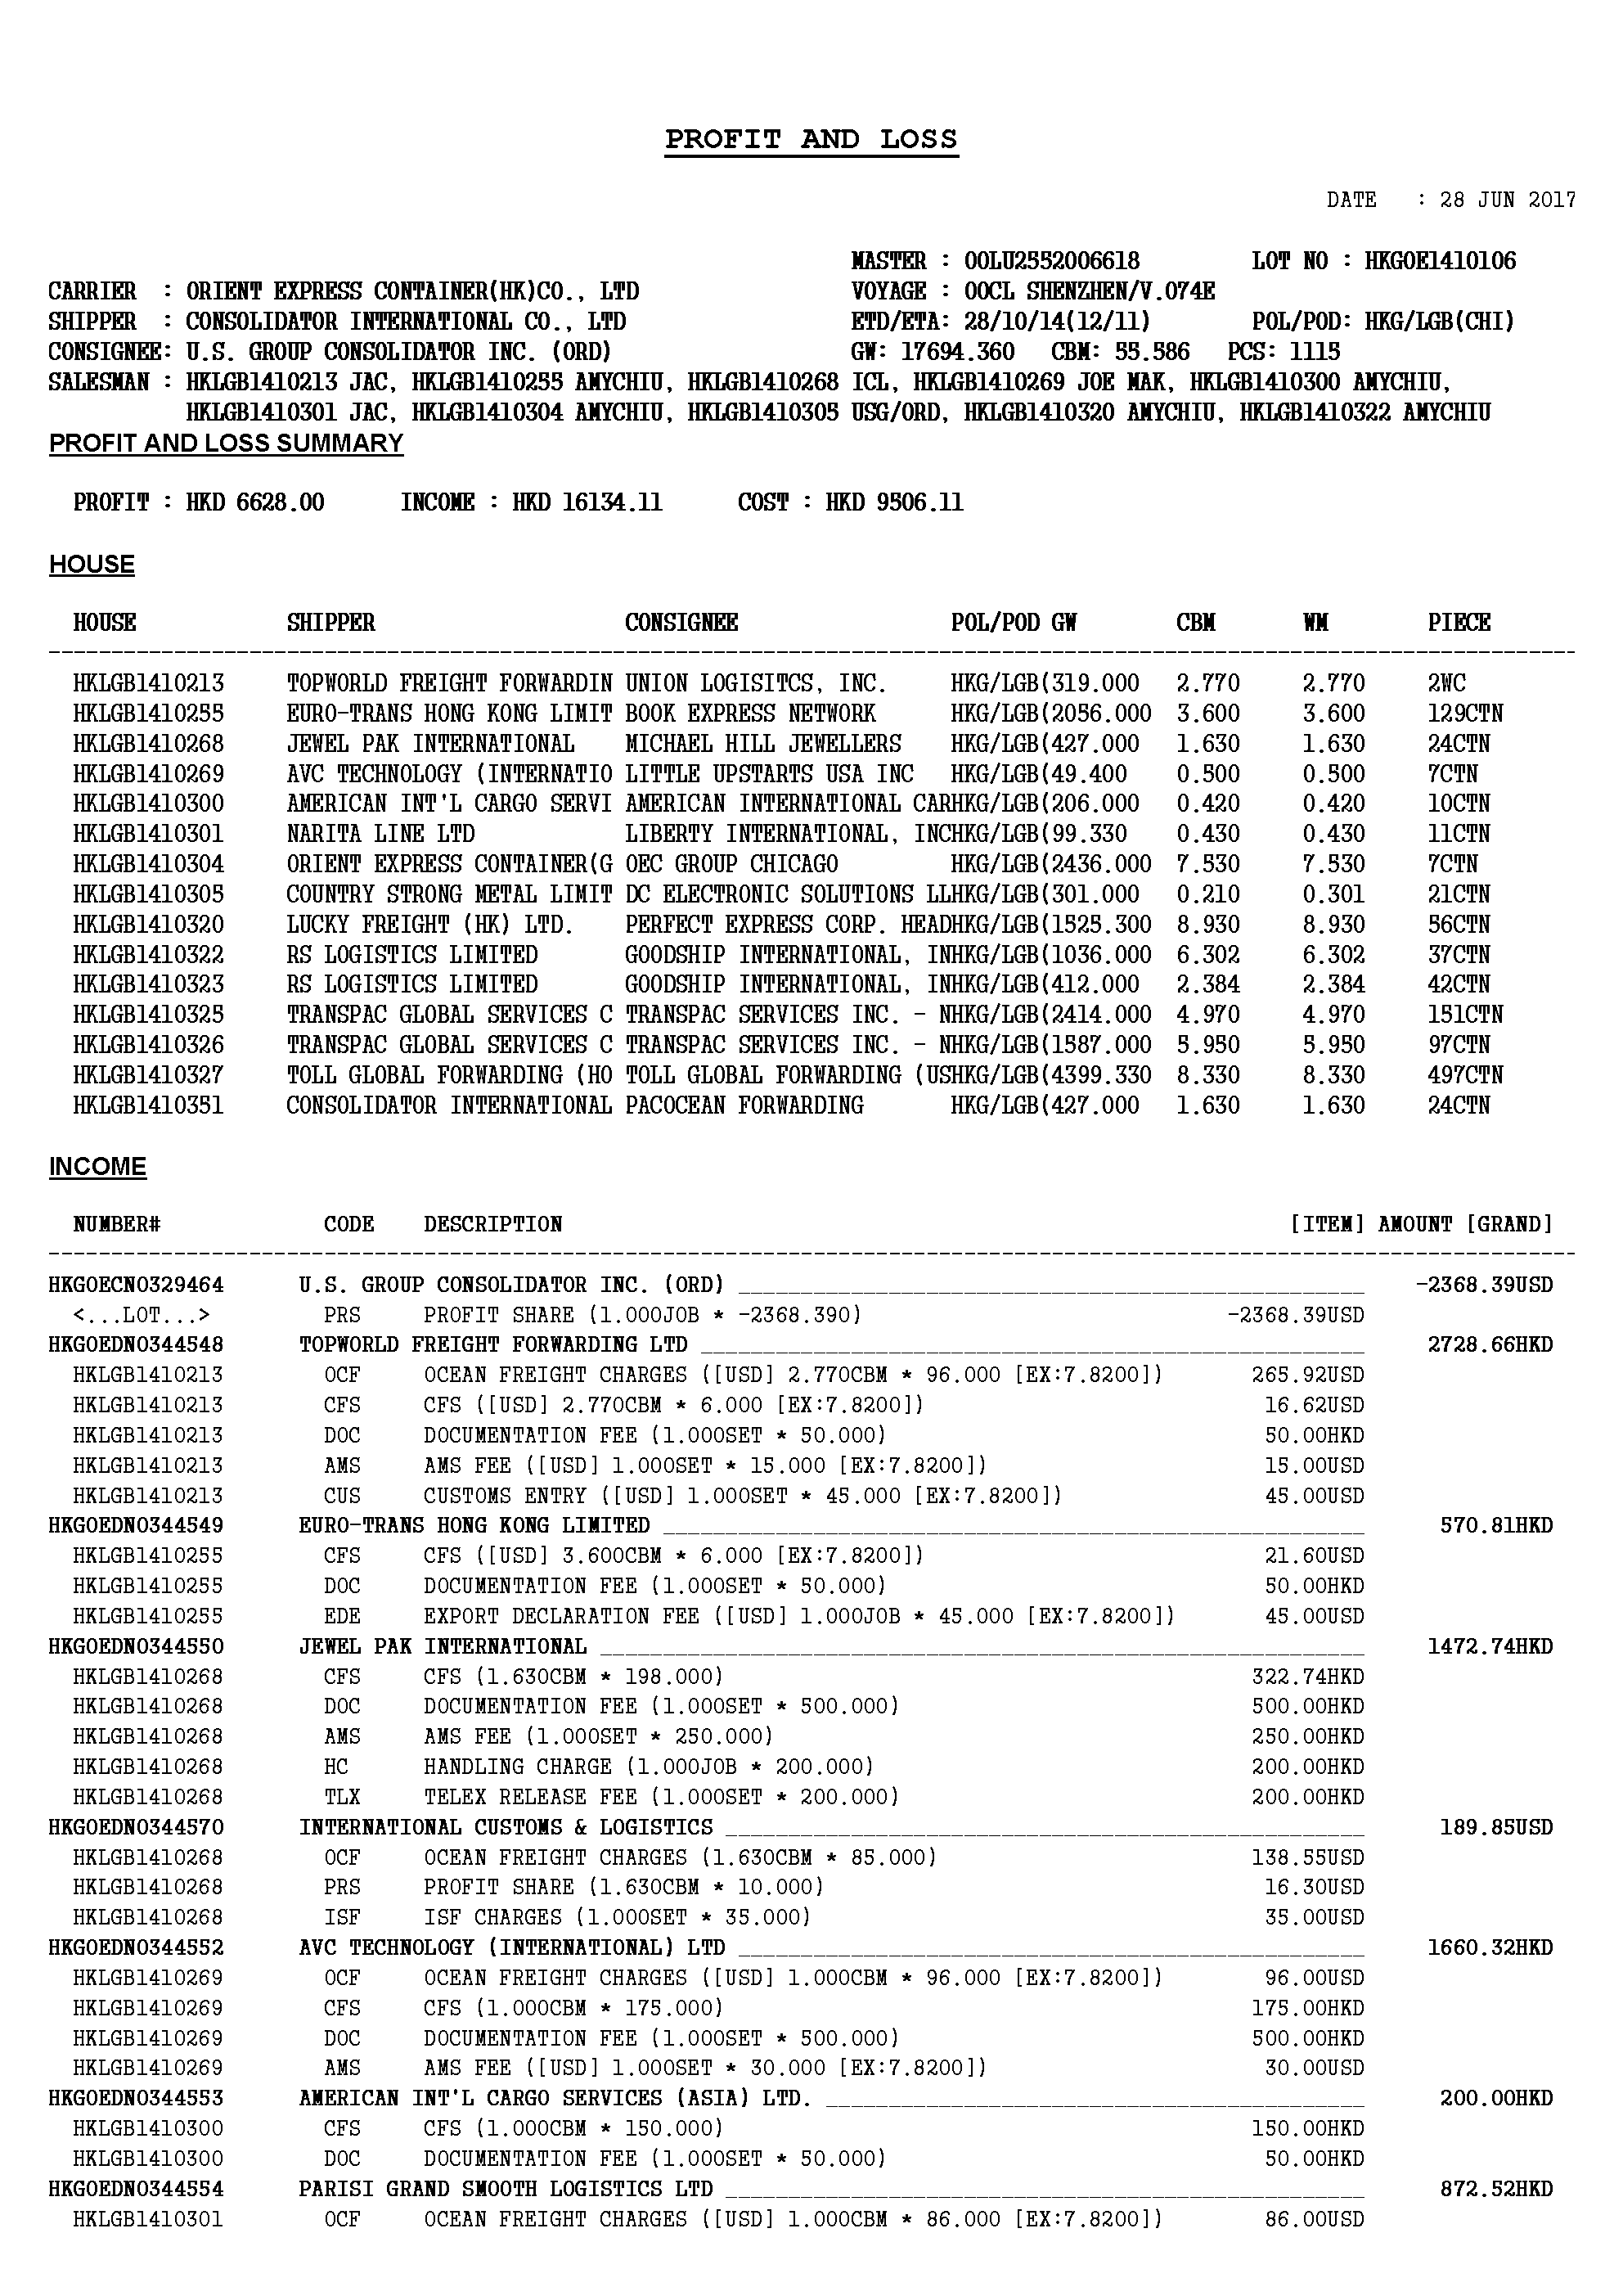 PROFIT AND LOSS
DATE : 28 JUN 2017
MASTER : OOLU2552006618 LOT NO : HKGOE1410106
CARRIER : ORIENT EXPRESS CONTAINER(HK)CO., LTD VOYAGE : OOCL SHENZHEN/V.074E
SHIPPER : CONSOLIDATOR INTERNATIONAL CO., LTD ETD/ETA: 28/10/14(12/11) POL/POD: HKG/LGB(CHI)
CONSIGNEE: U.S. GROUP CONSOLIDATOR INC. (ORD) GW: 17694.360 CBM: 55.586 PCS: 1115
SALESMAN : HKLGB1410213 JAC, HKLGB1410255 AMYCHIU, HKLGB1410268 ICL, HKLGB1410269 JOE MAK, HKLGB1410300 AMYCHIU,
HKLGB1410301 JAC, HKLGB1410304 AMYCHIU, HKLGB1410305 USG/ORD, HKLGB1410320 AMYCHIU, HKLGB1410322 AMYCHIU
PROFIT AND LOSS SUMMARY
PROFIT : HKD 6628.00 INCOME : HKD 16134.11 COST : HKD 9506.11
HOUSE
HOUSE SHIPPER CONSIGNEE POL/POD GW CBM WM PIECE
HKLGB1410213 TOPWORLD FREIGHT FORWARDIN UNION LOGISITCS, INC. HKG/LGB(319.000 2.770 2.770 2WC
HKLGB1410255 EURO-TRANS HONG KONG LIMIT BOOK EXPRESS NETWORK HKG/LGB(2056.000 3.600 3.600 129CTN
HKLGB1410268 JEWEL PAK INTERNATIONAL MICHAEL HILL JEWELLERS HKG/LGB(427.000 1.630 1.630 24CTN
HKLGB1410269 AVC TECHNOLOGY (INTERNATIO LITTLE UPSTARTS USA INC HKG/LGB(49.400 0.500 0.500 7CTN
HKLGB1410300 AMERICAN INT'L CARGO SERVI AMERICAN INTERNATIONAL CARHKG/LGB(206.000 0.420 0.420 10CTN
HKLGB1410301 NARITA LINE LTD LIBERTY INTERNATIONAL, INCHKG/LGB(99.330 0.430 0.430 11CTN
HKLGB1410304 ORIENT EXPRESS CONTAINER(G OEC GROUP CHICAGO HKG/LGB(2436.000 7.530 7.530 7CTN
HKLGB1410305 COUNTRY STRONG METAL LIMIT DC ELECTRONIC SOLUTIONS LLHKG/LGB(301.000 0.210 0.301 21CTN
HKLGB1410320 LUCKY FREIGHT (HK) LTD. PERFECT EXPRESS CORP. HEADHKG/LGB(1525.300 8.930 8.930 56CTN
HKLGB1410322 RS LOGISTICS LIMITED GOODSHIP INTERNATIONAL, INHKG/LGB(1036.000 6.302 6.302 37CTN
HKLGB1410323 RS LOGISTICS LIMITED GOODSHIP INTERNATIONAL, INHKG/LGB(412.000 2.384 2.384 42CTN
HKLGB1410325 TRANSPAC GLOBAL SERVICES C TRANSPAC SERVICES INC. - NHKG/LGB(2414.000 4.970 4.970 151CTN
HKLGB1410326 TRANSPAC GLOBAL SERVICES C TRANSPAC SERVICES INC. - NHKG/LGB(1587.000 5.950 5.950 97CTN
HKLGB1410327 TOLL GLOBAL FORWARDING (HO TOLL GLOBAL FORWARDING (USHKG/LGB(4399.330 8.330 8.330 497CTN
HKLGB1410351 CONSOLIDATOR INTERNATIONAL PACOCEAN FORWARDING HKG/LGB(427.000 1.630 1.630 24CTN
INCOME
NUMBER# CODE DESCRIPTION [ITEM] AMOUNT [GRAND]
HKGOECN0329464 U.S. GROUP CONSOLIDATOR INC. (ORD) -2368.39USD
<...LOT...> PRS PROFIT SHARE (1.000JOB * -2368.390) -2368.39USD
HKGOEDN0344548 TOPWORLD FREIGHT FORWARDING LTD 2728.66HKD
HKLGB1410213 OCF OCEAN FREIGHT CHARGES ([USD] 2.770CBM * 96.000 [EX:7.8200]) 265.92USD
HKLGB1410213 CFS CFS ([USD] 2.770CBM * 6.000 [EX:7.8200]) 16.62USD
HKLGB1410213 DOC DOCUMENTATION FEE (1.000SET * 50.000) 50.00HKD
HKLGB1410213 AMS AMS FEE ([USD] 1.000SET * 15.000 [EX:7.8200]) 15.00USD
HKLGB1410213 CUS CUSTOMS ENTRY ([USD] 1.000SET * 45.000 [EX:7.8200]) 45.00USD
HKGOEDN0344549 EURO-TRANS HONG KONG LIMITED 570.81HKD
HKLGB1410255 CFS CFS ([USD] 3.600CBM * 6.000 [EX:7.8200]) 21.60USD
HKLGB1410255 DOC DOCUMENTATION FEE (1.000SET * 50.000) 50.00HKD
HKLGB1410255 EDE EXPORT DECLARATION FEE ([USD] 1.000JOB * 45.000 [EX:7.8200]) 45.00USD
HKGOEDN0344550 JEWEL PAK INTERNATIONAL 1472.74HKD
HKLGB1410268 CFS CFS (1.630CBM * 198.000) 322.74HKD
HKLGB1410268 DOC DOCUMENTATION FEE (1.000SET * 500.000) 500.00HKD
HKLGB1410268 AMS AMS FEE (1.000SET * 250.000) 250.00HKD
HKLGB1410268 HC HANDLING CHARGE (1.000JOB * 200.000) 200.00HKD
HKLGB1410268 TLX TELEX RELEASE FEE (1.000SET * 200.000) 200.00HKD
HKGOEDN0344570 INTERNATIONAL CUSTOMS & LOGISTICS 189.85USD
HKLGB1410268 OCF OCEAN FREIGHT CHARGES (1.630CBM * 85.000) 138.55USD
HKLGB1410268 PRS PROFIT SHARE (1.630CBM * 10.000) 16.30USD
HKLGB1410268 ISF ISF CHARGES (1.000SET * 35.000) 35.00USD
HKGOEDN0344552 AVC TECHNOLOGY (INTERNATIONAL) LTD 1660.32HKD
HKLGB1410269 OCF OCEAN FREIGHT CHARGES ([USD] 1.000CBM * 96.000 [EX:7.8200]) 96.00USD
HKLGB1410269 CFS CFS (1.000CBM * 175.000) 175.00HKD
HKLGB1410269 DOC DOCUMENTATION FEE (1.000SET * 500.000) 500.00HKD
HKLGB1410269 AMS AMS FEE ([USD] 1.000SET * 30.000 [EX:7.8200]) 30.00USD
HKGOEDN0344553 AMERICAN INT'L CARGO SERVICES (ASIA) LTD. 200.00HKD
HKLGB1410300 CFS CFS (1.000CBM * 150.000) 150.00HKD
HKLGB1410300 DOC DOCUMENTATION FEE (1.000SET * 50.000) 50.00HKD
HKGOEDN0344554 PARISI GRAND SMOOTH LOGISTICS LTD 872.52HKD
HKLGB1410301 OCF OCEAN FREIGHT CHARGES ([USD] 1.000CBM * 86.000 [EX:7.8200]) 86.00USD